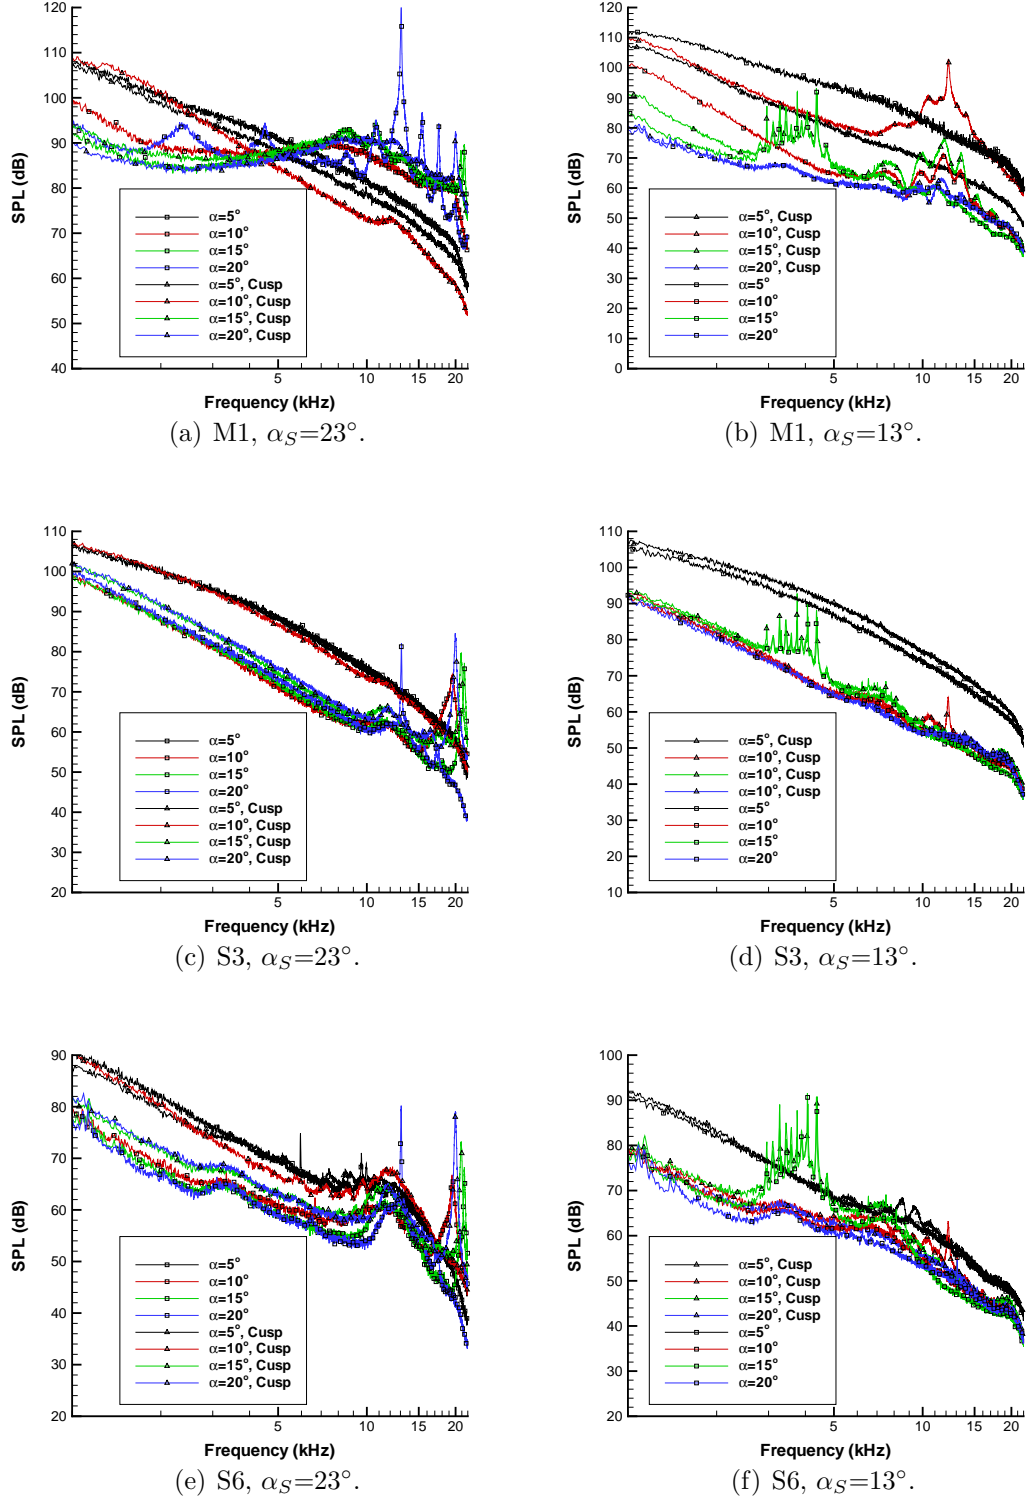 SPL (dB)
120
110
100
90
80
70
60
50
40
5
10
15
20
Frequency (kHz)
α=5°
α=10°
α=15°
α=20°
α=5°, Cusp
α=10°, Cusp
α=15°, Cusp
α=20°, Cusp
(a) M1, αS=23°.
SPL (dB)
120
110
100
90
80
70
60
50
40
30
20
10
0
5
10
15
20
Frequency (kHz)
α=5°, Cusp
α=10°, Cusp
α=15°, Cusp
α=20°, Cusp
α=5°
α=10°
α=15°
α=20°
(b) M1, αS=13°.
SPL (dB)
110
100
90
80
70
60
50
40
30
20
5
10
15
20
Frequency (kHz)
α=5°
α=10°
α=15°
α=20°
α=5°, Cusp
α=10°, Cusp
α=15°, Cusp
α=20°, Cusp
(c) S3, αS=23°.
SPL (dB)
110
100
90
80
70
60
50
40
30
20
10
5
10
15
20
Frequency (kHz)
α=5°, Cusp
α=10°, Cusp
α=10°, Cusp
α=10°, Cusp
α=5°
α=10°
α=15°
α=20°
(d) S3, αS=13°.
SPL (dB)
90
80
70
60
50
40
30
20
5
10
15
20
Frequency (kHz)
α=5°
α=10°
α=15°
α=20°
α=5°, Cusp
α=10°, Cusp
α=15°, Cusp
α=20°, Cusp
(e) S6, αS=23°.
SPL (dB)
100
90
80
70
60
50
40
30
20
5
10
15
20
Frequency (kHz)
α=5°, Cusp
α=10°, Cusp
α=15°, Cusp
α=20°, Cusp
α=5°
α=10°
α=15°
α=20°
(f) S6, αS=13°.